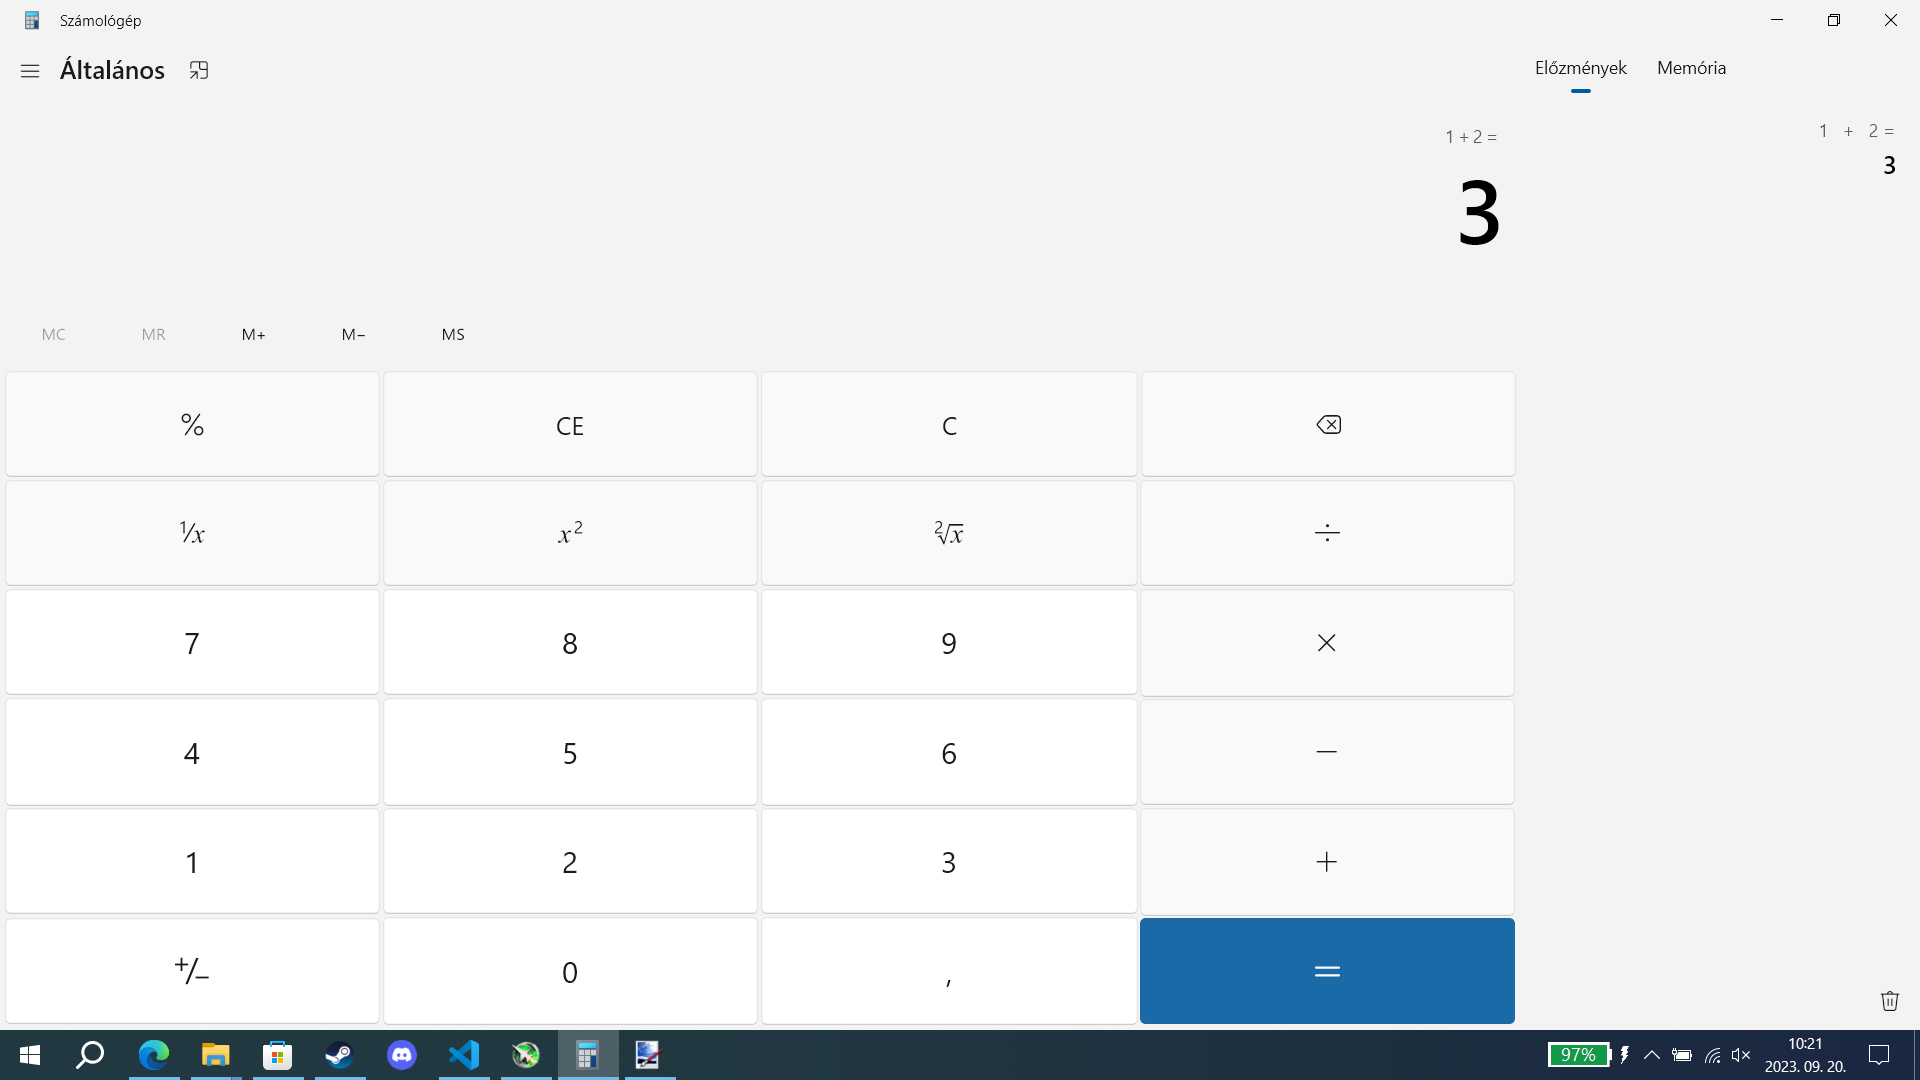 Számológép
Általános
Előzmények Memória
1 + 2 =
3
1 + 2 =
3
MC MR M+ M− MS
% CE C
¹⁄x x² ²√x ÷
7 8 9 ×
4 5 6 −
1 2 3 +
+/− 0 , =
97% 10:21
2023. 09. 20.